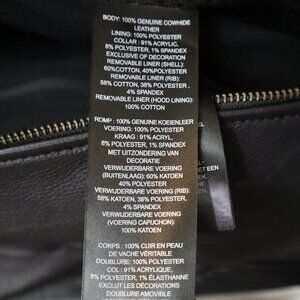 BODY: 100% GENUINE COWHIDE
LEATHER
LINING: 100% POLYESTER
COLLAR : 91% ACRYLIC,
8% POLYESTER, 1% SPANDEX
EXCLUSIVE OF DECORATION
REMOVABLE LINER (SHELL):
60%COTTON, 40%POLYESTER
REMOVABLE LINER (RIB):
58% COTTON, 38% POLYESTER,
4% SPANDEX
REMOVABLE LINER (HOOD LINING):
100% COTTON
ROMP : 100% GENUINE KOEIENLEER
VOERING: 100% POLYESTER
KRAAG : 91% ACRYL,
8% POLYESTER, 1% SPANDEX
MET UITZONDERING VAN
DECORATIE
VERWIJDERBARE VOERING
(BUITENLAAG): 60% KATOEN
40% POLYESTER
VERWIJDERBARE VOERING (RIB):
58% KATOEN, 38% POLYESTER,
4% SPANDEX
VERWIJDERBARE VOERING
(VOERING CAPUCHON):
100% KATOEN
CORPS : 100% CUIR EN PEAU
DE VACHE VÉRITABLE
DOUBLURE: 100% POLYESTER
COL : 91% ACRYLIQUE,
8% POLYESTER, 1% ÉLASTHANNE
EXCLUT LES DÉCORATIONS
DOUBLURE AMOVIBLE